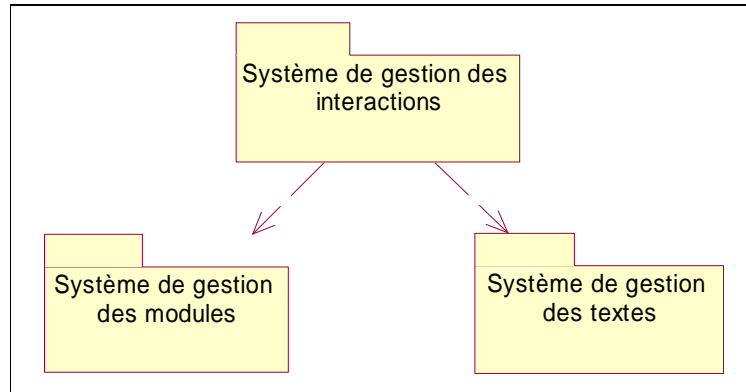 Système de gestion des
interactions
Système de gestion
des modules
Système de gestion
des textes